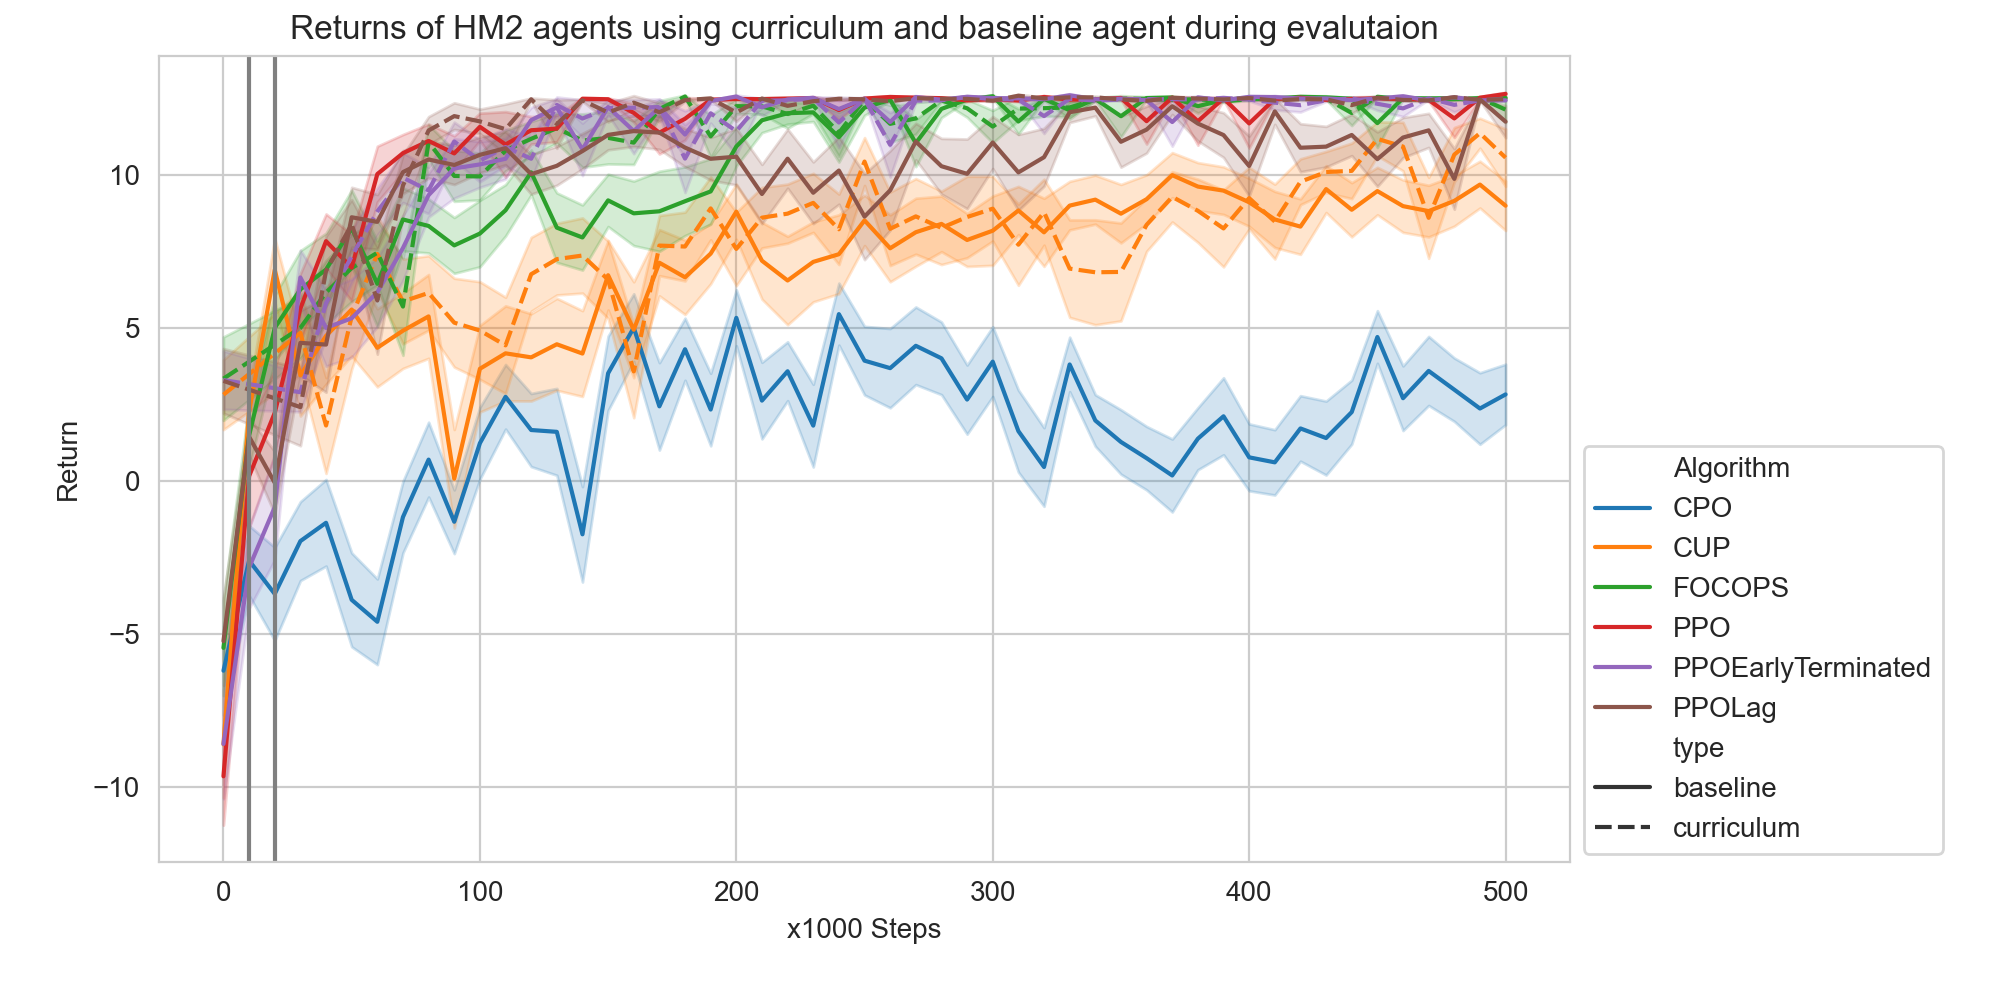 Returns of HM2 agents using curriculum and baseline agent during evalutaion
Return
10
5
0
−5
−10
0 100 200 300 400 500
x1000 Steps
Algorithm
CPO
CUP
FOCOPS
PPO
PPOEarlyTerminated
PPOLag
type
baseline
curriculum